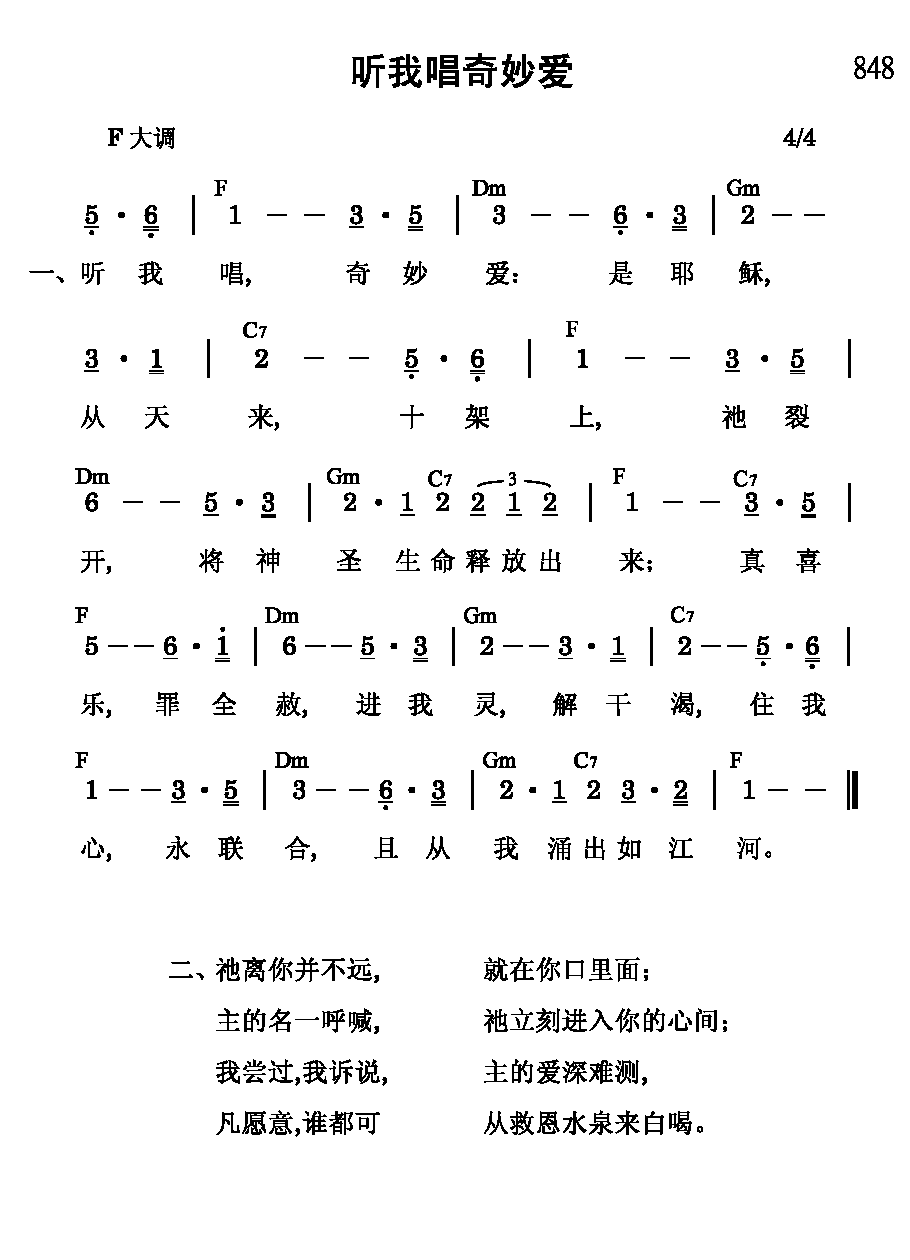 听我唱奇妙爱 848
F 大调 4/4
F Dm Gm
5 · 6 | 1 － － 3 · 5 | 3 － － 6 · 3 | 2 － －
一、听 我 唱, 奇 妙 爱: 是 耶 稣,
C7 F
3 · 1 | 2 － － 5 · 6 | 1 － － 3 · 5 |
从 天 来, 十 架 上, 祂 裂
Dm Gm C7 3 F C7
6 － － 5 · 3 | 2 · 1 2 2 1 2 | 1 － － 3 · 5 |
开, 将 神 圣 生 命 释 放 出 来; 真 喜
F Dm Gm C7
5 － － 6 · 1 | 6 － － 5 · 3 | 2 － － 3 · 1 | 2 － － 5 · 6 |
乐, 罪 全 赦, 进 我 灵, 解 干 渴, 住 我
F Dm Gm C7 F
1 － － 3 · 5 | 3 － － 6 · 3 | 2 · 1 2 3 · 2 | 1 － － ‖
心, 永 联 合, 且 从 我 涌 出 如 江 河。
二、祂离你并不远, 就在你口里面;
主的名一呼喊, 祂立刻进入你的心间;
我尝过,我诉说, 主的爱深难测,
凡愿意,谁都可 从救恩水泉来白喝。